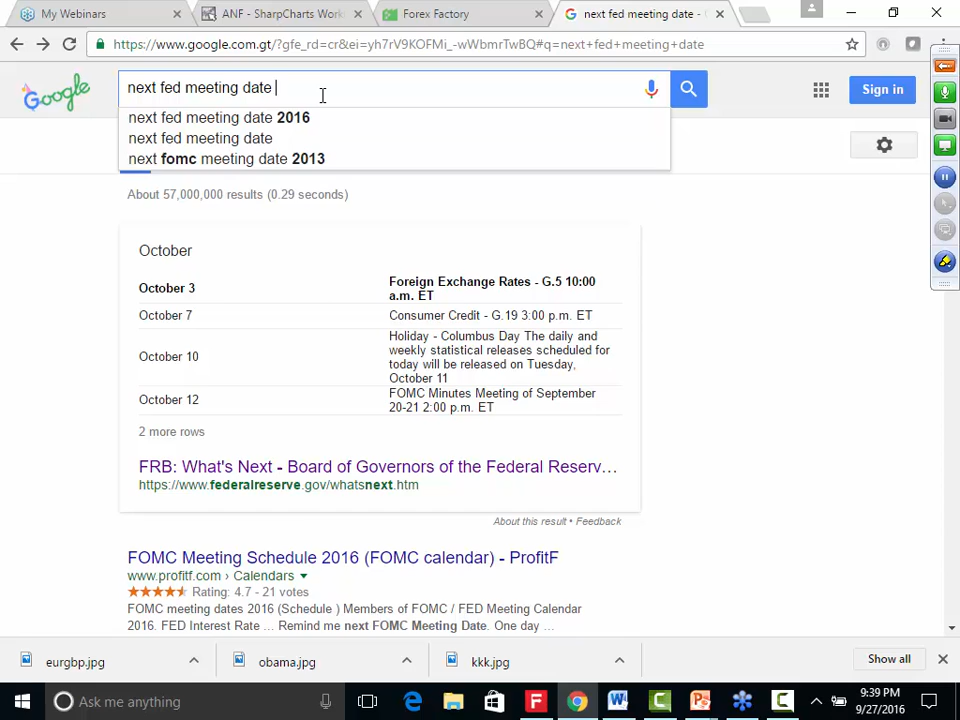 My Webinars
ANF - SharpCharts Work
Forex Factory
next fed meeting date -
https://www.google.com.gt/?gfe_rd=cr&ei=yh7rV9KOFMi_-wWbmrTwBQ#q=next+fed+meeting+date
Google
next fed meeting date
Sign in
next fed meeting date 2016
next fed meeting date
next fomc meeting date 2013
About 57,000,000 results (0.29 seconds)
October
October 3
Foreign Exchange Rates - G.5 10:00
a.m. ET
October 7
Consumer Credit - G.19 3:00 p.m. ET
October 10
Holiday - Columbus Day The daily and
weekly statistical releases scheduled for
today will be released on Tuesday,
October 11
October 12
FOMC Minutes Meeting of September
20-21 2:00 p.m. ET
2 more rows
FRB: What's Next - Board of Governors of the Federal Reserv...
https://www.federalreserve.gov/whatsnext.htm
About this result • Feedback
FOMC Meeting Schedule 2016 (FOMC calendar) - ProfitF
www.profitf.com › Calendars
Rating: 4.7 - 21 votes
FOMC meeting dates 2016 (Schedule ) Members of FOMC / FED Meeting Calendar
2016. FED Interest Rate ... Remind me next FOMC Meeting Date. One day ...
eurgbp.jpg
obama.jpg
kkk.jpg
Show all
Ask me anything
9:39 PM
9/27/2016